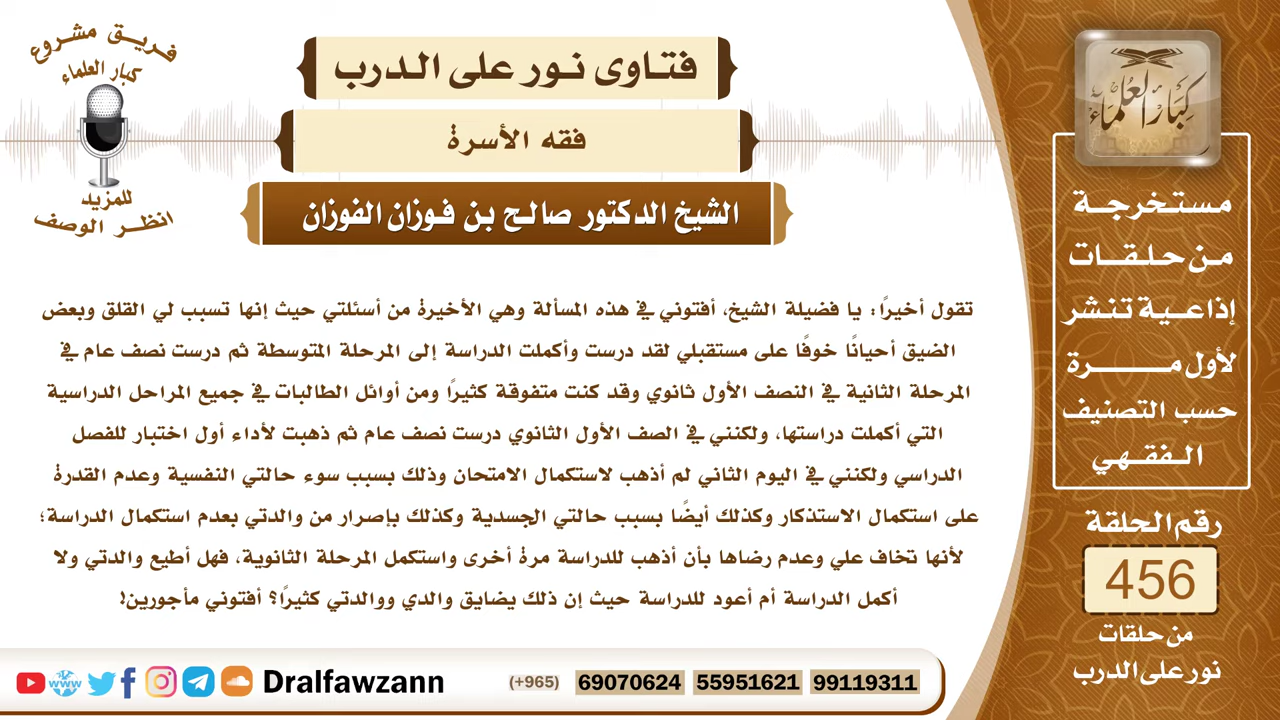 فريق مشروع
كبار العلماء
للمزيد
انظر الوصف
فتاوى نور على الدرب
فقه الأسرة
الشيخ الدكتور صالح بن فوزان الفوزان
كبار العلماء
مستخرجة
من حلقات
إذاعية تنشر
لأول مرة
حسب التصنيف
الفقهي
رقم الحلقة
456
من حلقات
نور على الدرب
تقول أخيرًا: يا فضيلة الشيخ، أفتوني في هذه المسألة وهي الأخيرة من أسئلتي حيث إنها تسبب لي القلق وبعض
الضيق أحيانًا خوفًا على مستقبلي لقد درست وأكملت الدراسة إلى المرحلة المتوسطة ثم درست نصف عام في
المرحلة الثانية في النصف الأول ثانوي وقد كنت متفوقة كثيرًا ومن أوائل الطالبات في جميع المراحل الدراسية
التي أكملت دراستها، ولكنني في الصف الأول الثانوي درست نصف عام ثم ذهبت لأداء أول اختبار للفصل
الدراسي ولكنني في اليوم الثاني لم أذهب لاستكمال الامتحان وذلك بسبب سوء حالتي النفسية وعدم القدرة
على استكمال الاستذكار وكذلك أيضًا بسبب حالتي الجسدية وكذلك بإصرار من والدتي بعدم استكمال الدراسة؛
لأنها تخاف علي وعدم رضاها بأن أذهب للدراسة مرة أخرى واستكمل المرحلة الثانوية، فهل أطيع والدتي ولا
أكمل الدراسة أم أعود للدراسة حيث إن ذلك يضايق والدي ووالدتي كثيرًا؟ أفتوني مأجورين!
Dralfawzann
(+965) 69070624 55951621 99119311
www